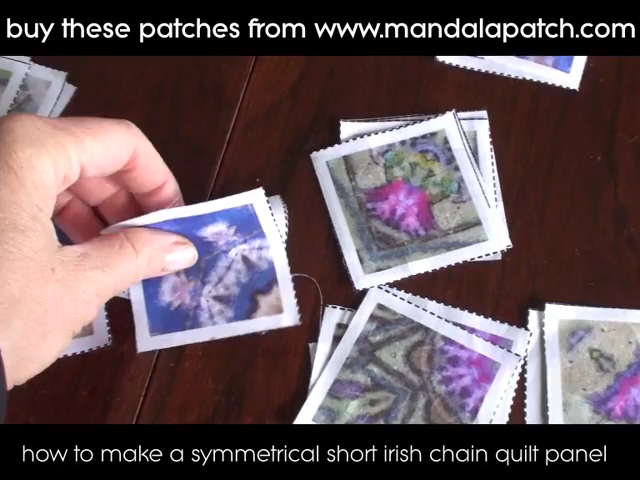 buy these patches from www.mandalapatch.com
how to make a symmetrical short irish chain quilt panel